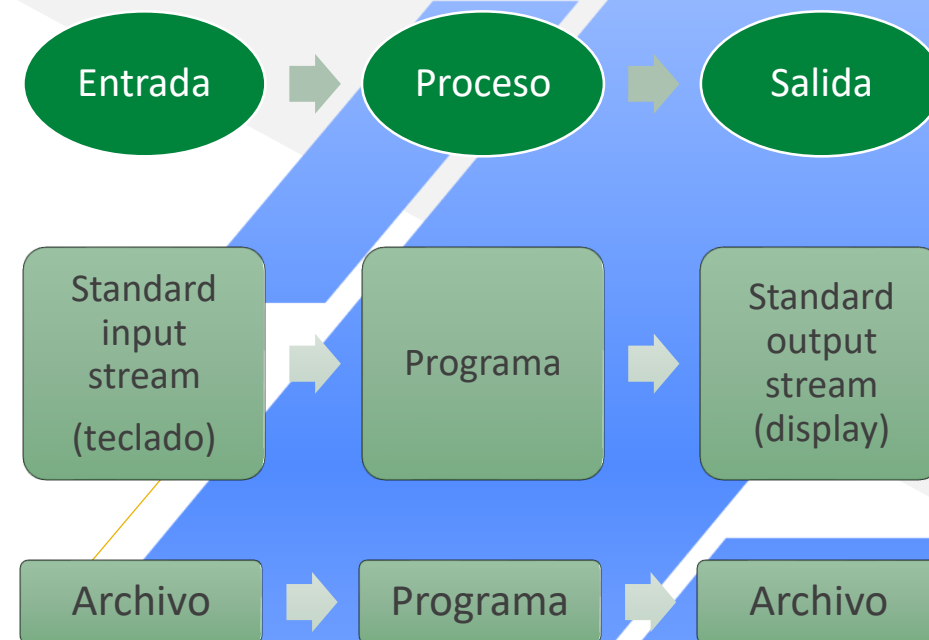 Entrada
Proceso
Salida
Standard
input
stream
(teclado)
Programa
Standard
output
stream
(display)
Archivo
Programa
Archivo